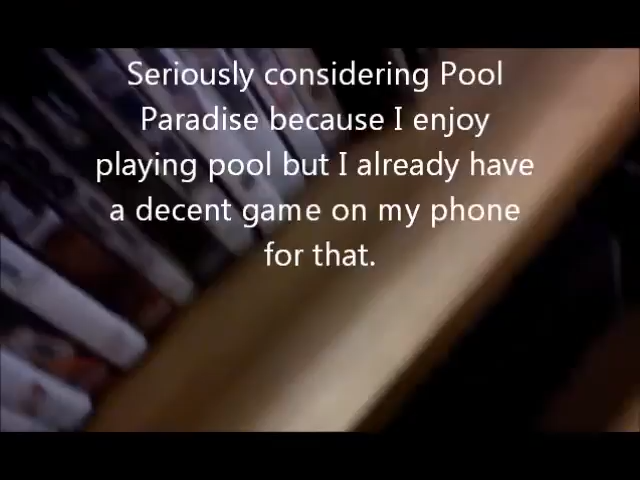 Seriously considering Pool
Paradise because I enjoy
playing pool but I already have
a decent game on my phone
for that.